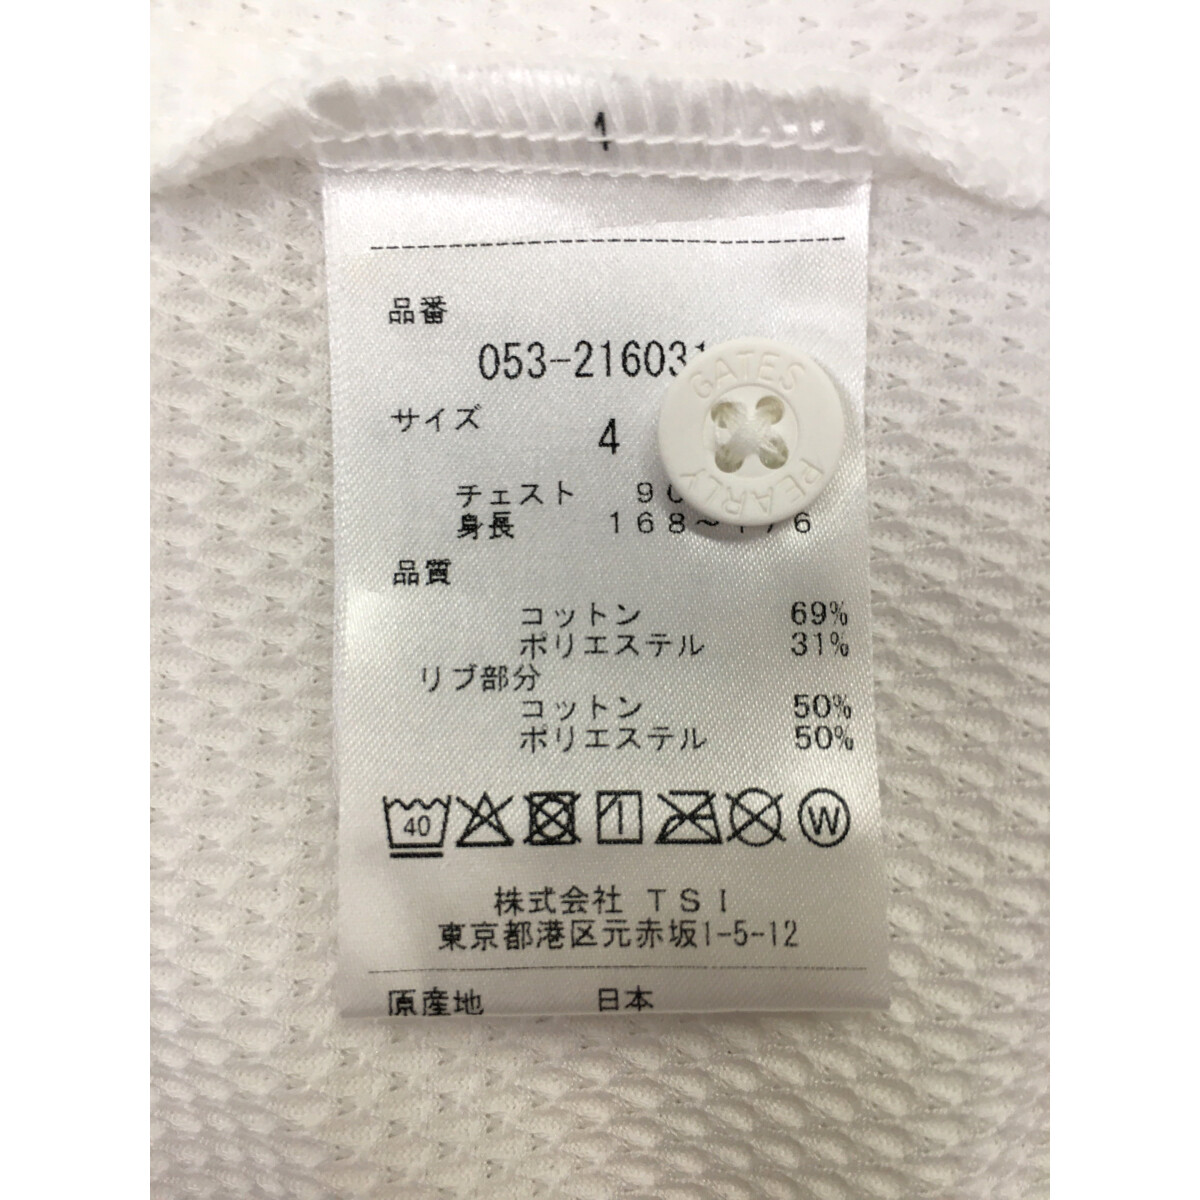 1
品番
053-216031
サイズ
4
GATES
PEARLY
チェスト 90
身長 168~176
品質
コットン 69%
ポリエステル 31%
リブ部分
コットン 50%
ポリエステル 50%
40
W
株式会社 TSI
東京都港区元赤坂1-5-12
原産地 日本